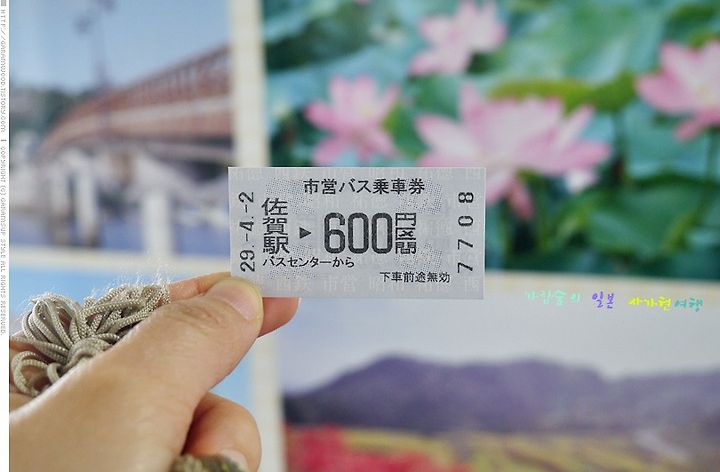 市営バス乗車券
29.-4.-2
佐賀駅 ▶ 600円区間
バスセンターから
下車前途無効
7708
가람숲의 일본 사가현여행